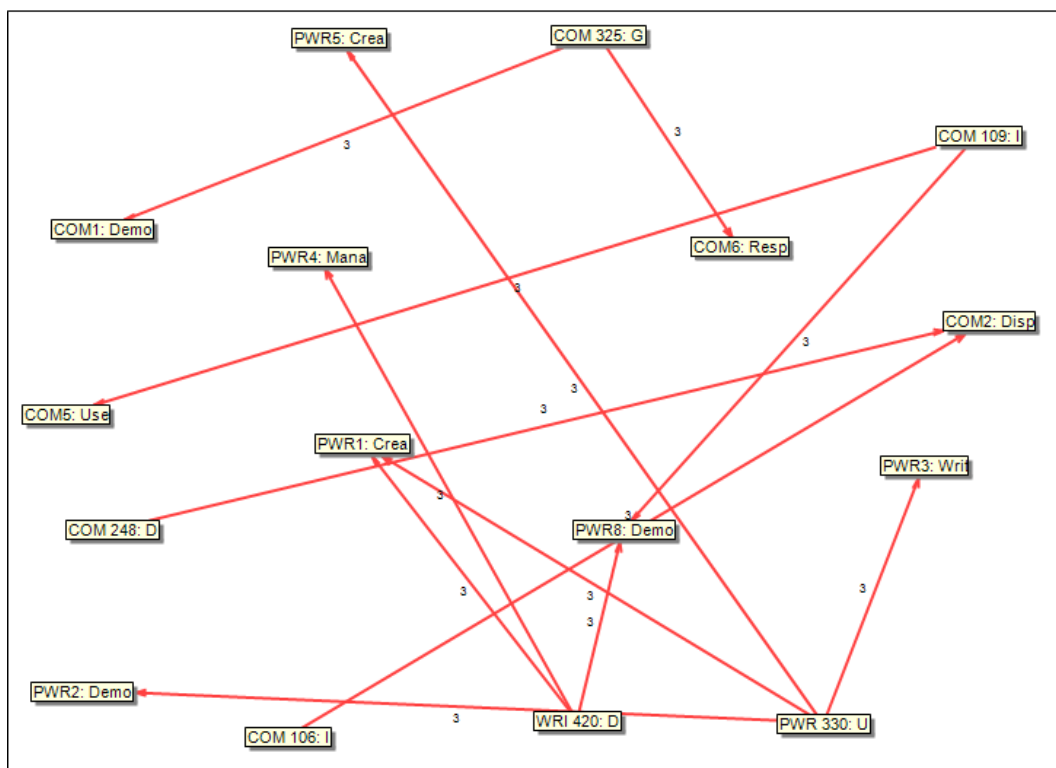 PWR5: Crea
COM 325: G
3
3
COM 109: I
COM1: Demo
COM6: Resp
PWR4: Mana
3
COM2: Disp
3
3
3
COM5: Use
PWR1: Crea
PWR3: Writ
3
3
COM 248: D
PWR8: Demo
3
3
3
3
PWR2: Demo
3
WRI 420: D
PWR 330: U
COM 106: I